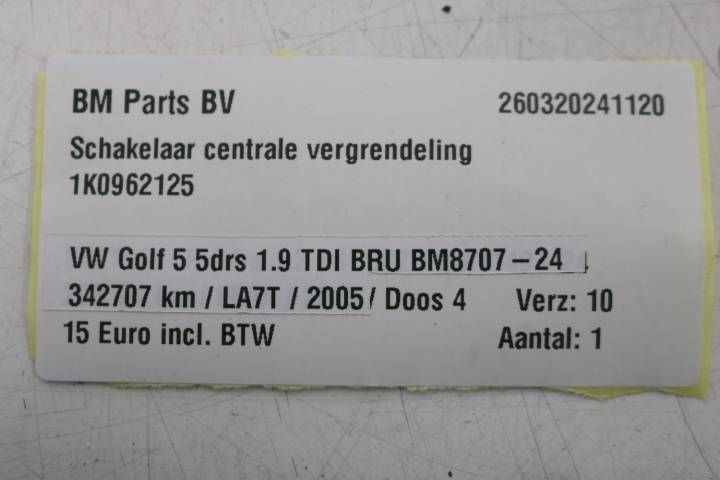 BM Parts BV 260320241120
Schakelaar centrale vergrendeling
1K0962125
VW Golf 5 5drs 1.9 TDI BRU BM8707-24
342707 km / LA7T / 2005 / Doos 4 Verz: 10
15 Euro incl. BTW Aantal: 1